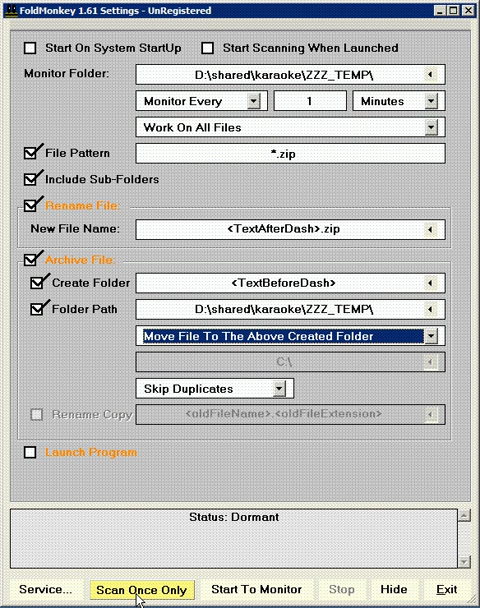 FoldMonkey 1.61 Settings - UnRegistered
Start On System StartUp Start Scanning When Launched
Monitor Folder: D:\shared\karaoke\ZZZ_TEMP\
Monitor Every 1 Minutes
Work On All Files
File Pattern *.zip
Include Sub-Folders
Rename File:
New File Name: <TextAfterDash>.zip
Archive File:
Create Folder <TextBeforeDash>
Folder Path D:\shared\karaoke\ZZZ_TEMP\
Move File To The Above Created Folder
C:\
Skip Duplicates
Rename Copy <oldFileName>.<oldFileExtension>
Launch Program
Status: Dormant
Service... Scan Once Only Start To Monitor Stop Hide Exit